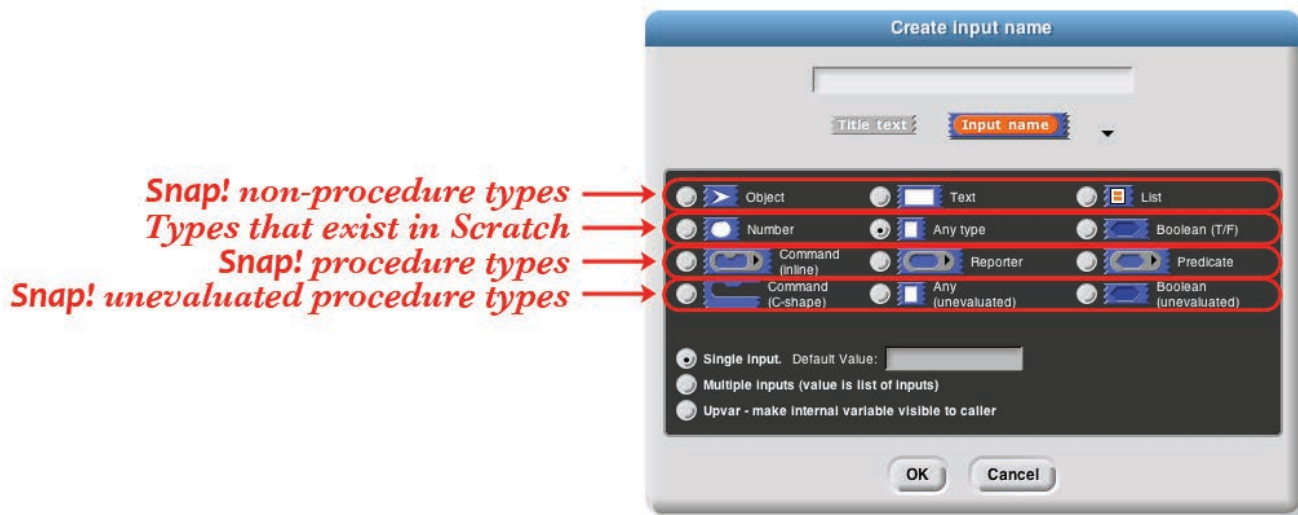 Create input name
Title text
Input name
Snap! non-procedure types
Object
Text
List
Types that exist in Scratch
Number
Any type
Boolean (T/F)
Snap! procedure types
Command
(inline)
Reporter
Predicate
Snap! unevaluated procedure types
Command
(C-shape)
Any
(unevaluated)
Boolean
(unevaluated)
Single input. Default Value:
Multiple inputs (value is list of inputs)
Upvar - make internal variable visible to caller
OK
Cancel